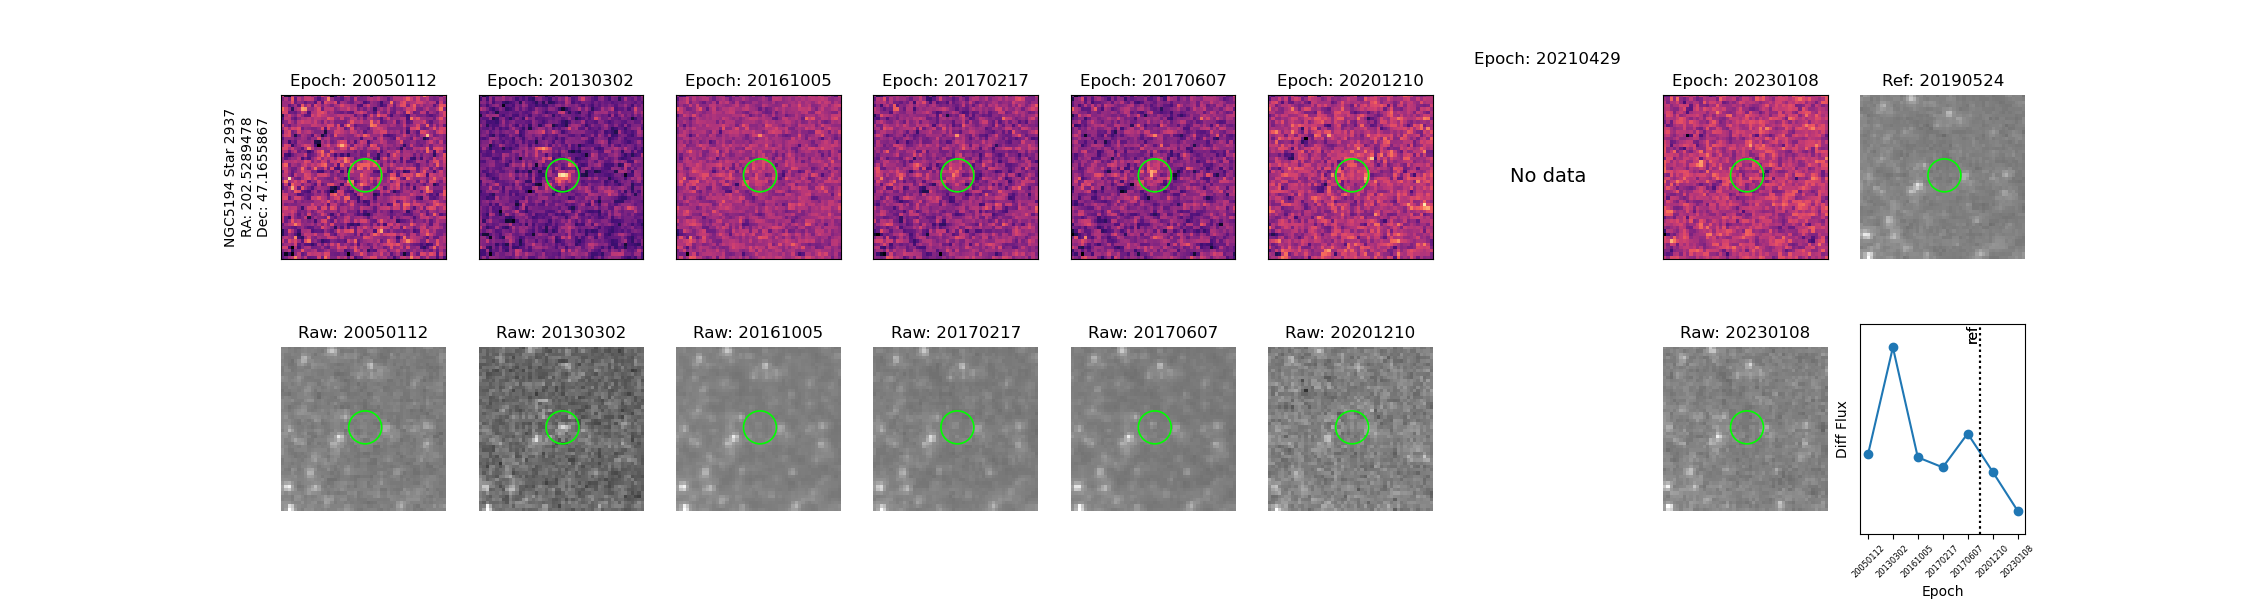 NGC5194 Star 2937
RA: 202.5289478
Dec: 47.1655867
Epoch: 20050112
Epoch: 20130302
Epoch: 20161005
Epoch: 20170217
Epoch: 20170607
Epoch: 20201210
Epoch: 20210429
Epoch: 20230108
Ref: 20190524
No data
Raw: 20050112
Raw: 20130302
Raw: 20161005
Raw: 20170217
Raw: 20170607
Raw: 20201210
Raw: 20230108
ref
Diff Flux
20050112
20130302
20161005
20170217
20170607
20201210
20230108
Epoch